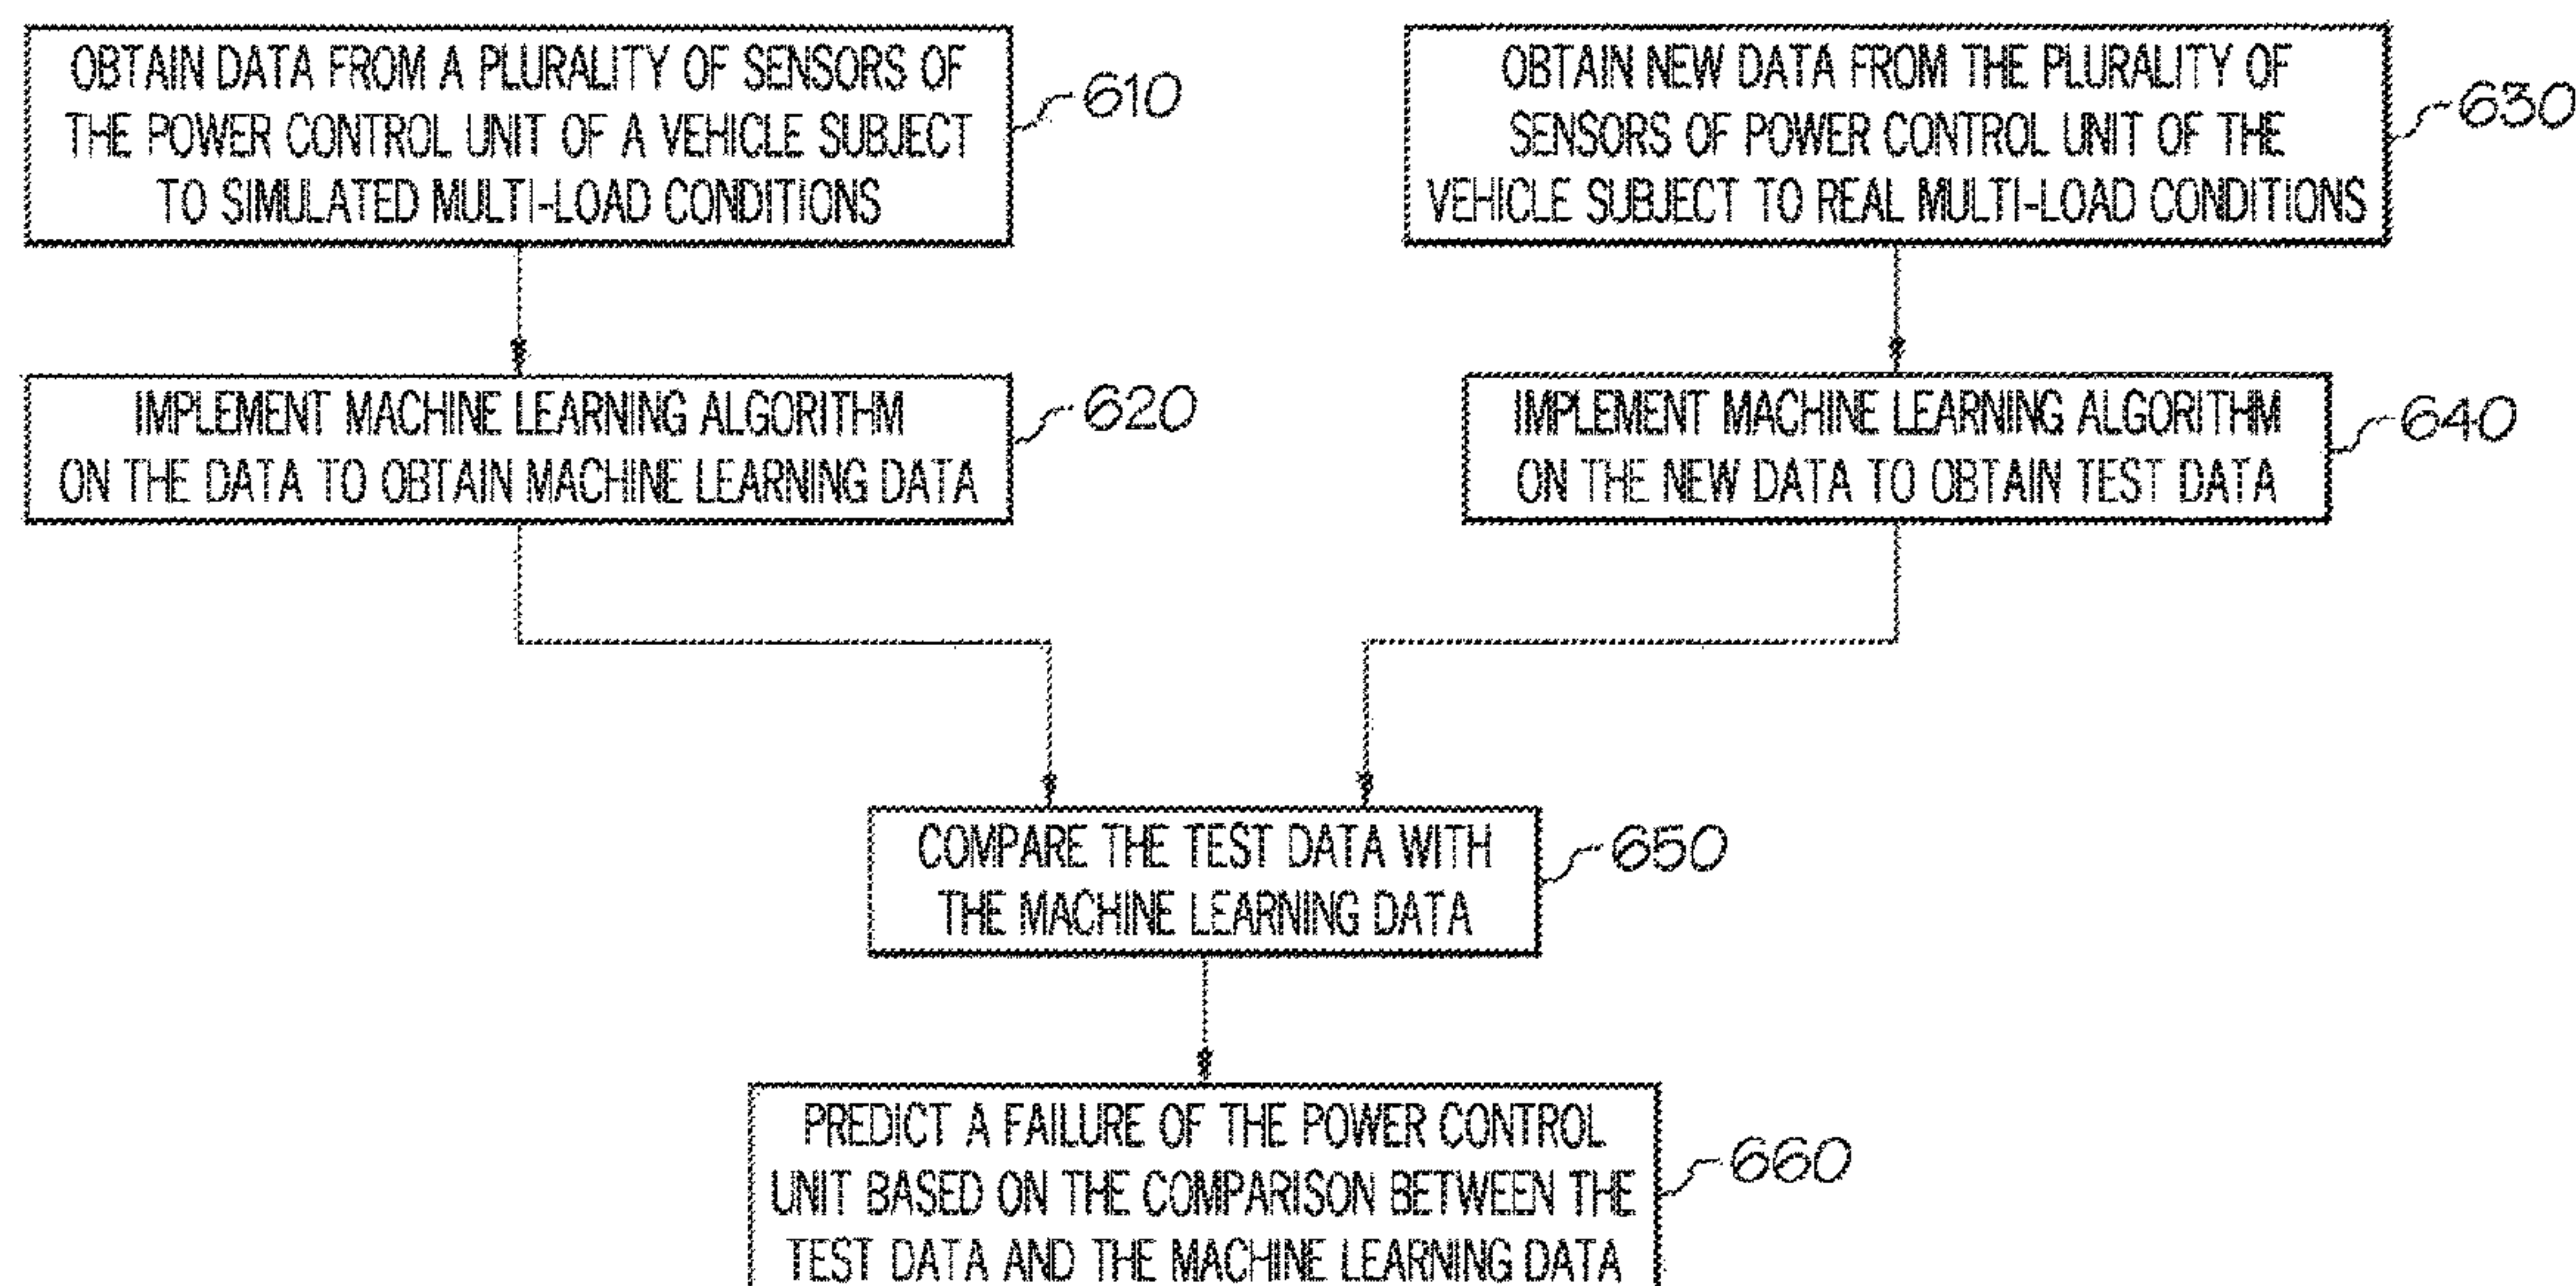 OBTAIN DATA FROM A PLURALITY OF SENSORS OF
THE POWER CONTROL UNIT OF A VEHICLE SUBJECT
TO SIMULATED MULTI-LOAD CONDITIONS
610
OBTAIN NEW DATA FROM THE PLURALITY OF
SENSORS OF POWER CONTROL UNIT OF THE
VEHICLE SUBJECT TO REAL MULTI-LOAD CONDITIONS
630
IMPLEMENT MACHINE LEARNING ALGORITHM
ON THE DATA TO OBTAIN MACHINE LEARNING DATA
620
IMPLEMENT MACHINE LEARNING ALGORITHM
ON THE NEW DATA TO OBTAIN TEST DATA
640
COMPARE THE TEST DATA WITH
THE MACHINE LEARNING DATA
650
PREDICT A FAILURE OF THE POWER CONTROL
UNIT BASED ON THE COMPARISON BETWEEN THE
TEST DATA AND THE MACHINE LEARNING DATA
660